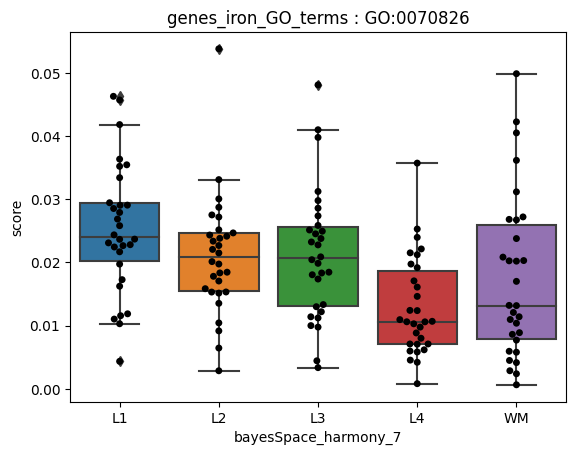 genes_iron_GO_terms : GO:0070826
score
0.05
0.04
0.03
0.02
0.01
0.00
L1 L2 L3 L4 WM
bayesSpace_harmony_7